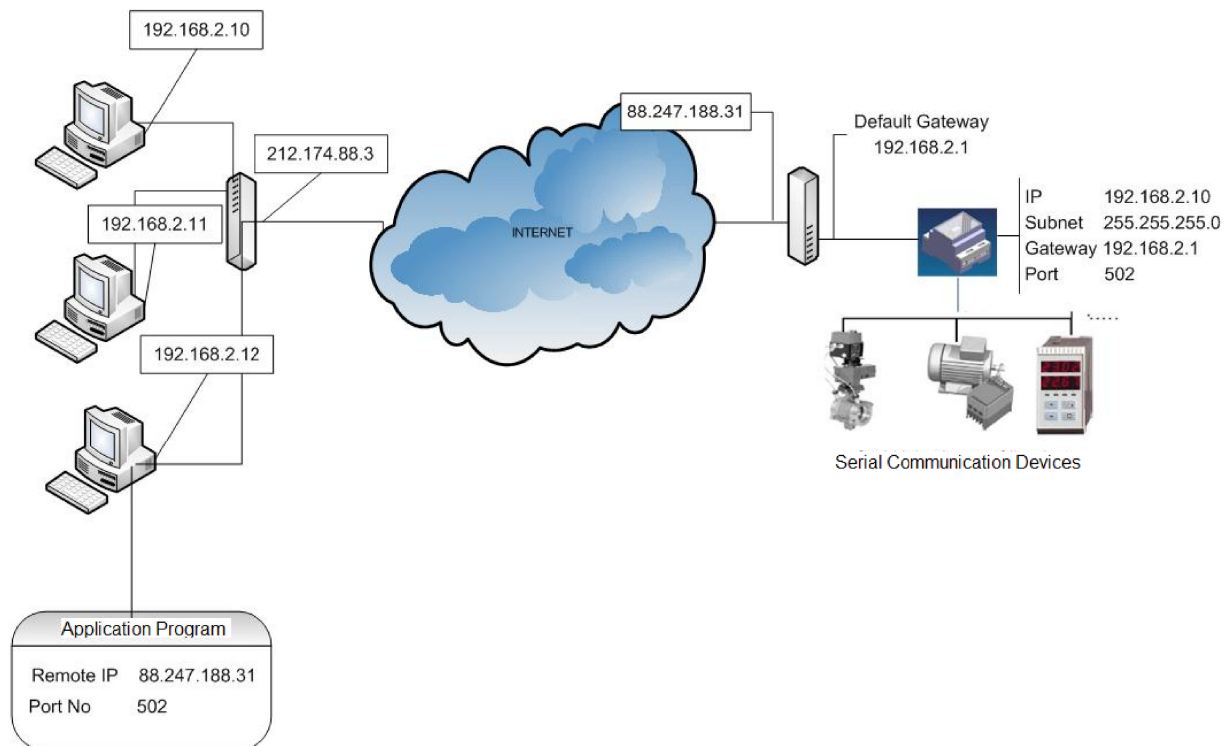 192.168.2.10
88.247.188.31
Default Gateway
192.168.2.1
212.174.88.3
192.168.2.11
INTERNET
IP 192.168.2.10
Subnet 255.255.255.0
Gateway 192.168.2.1
Port 502
192.168.2.12
Serial Communication Devices
Application Program
Remote IP 88.247.188.31
Port No 502